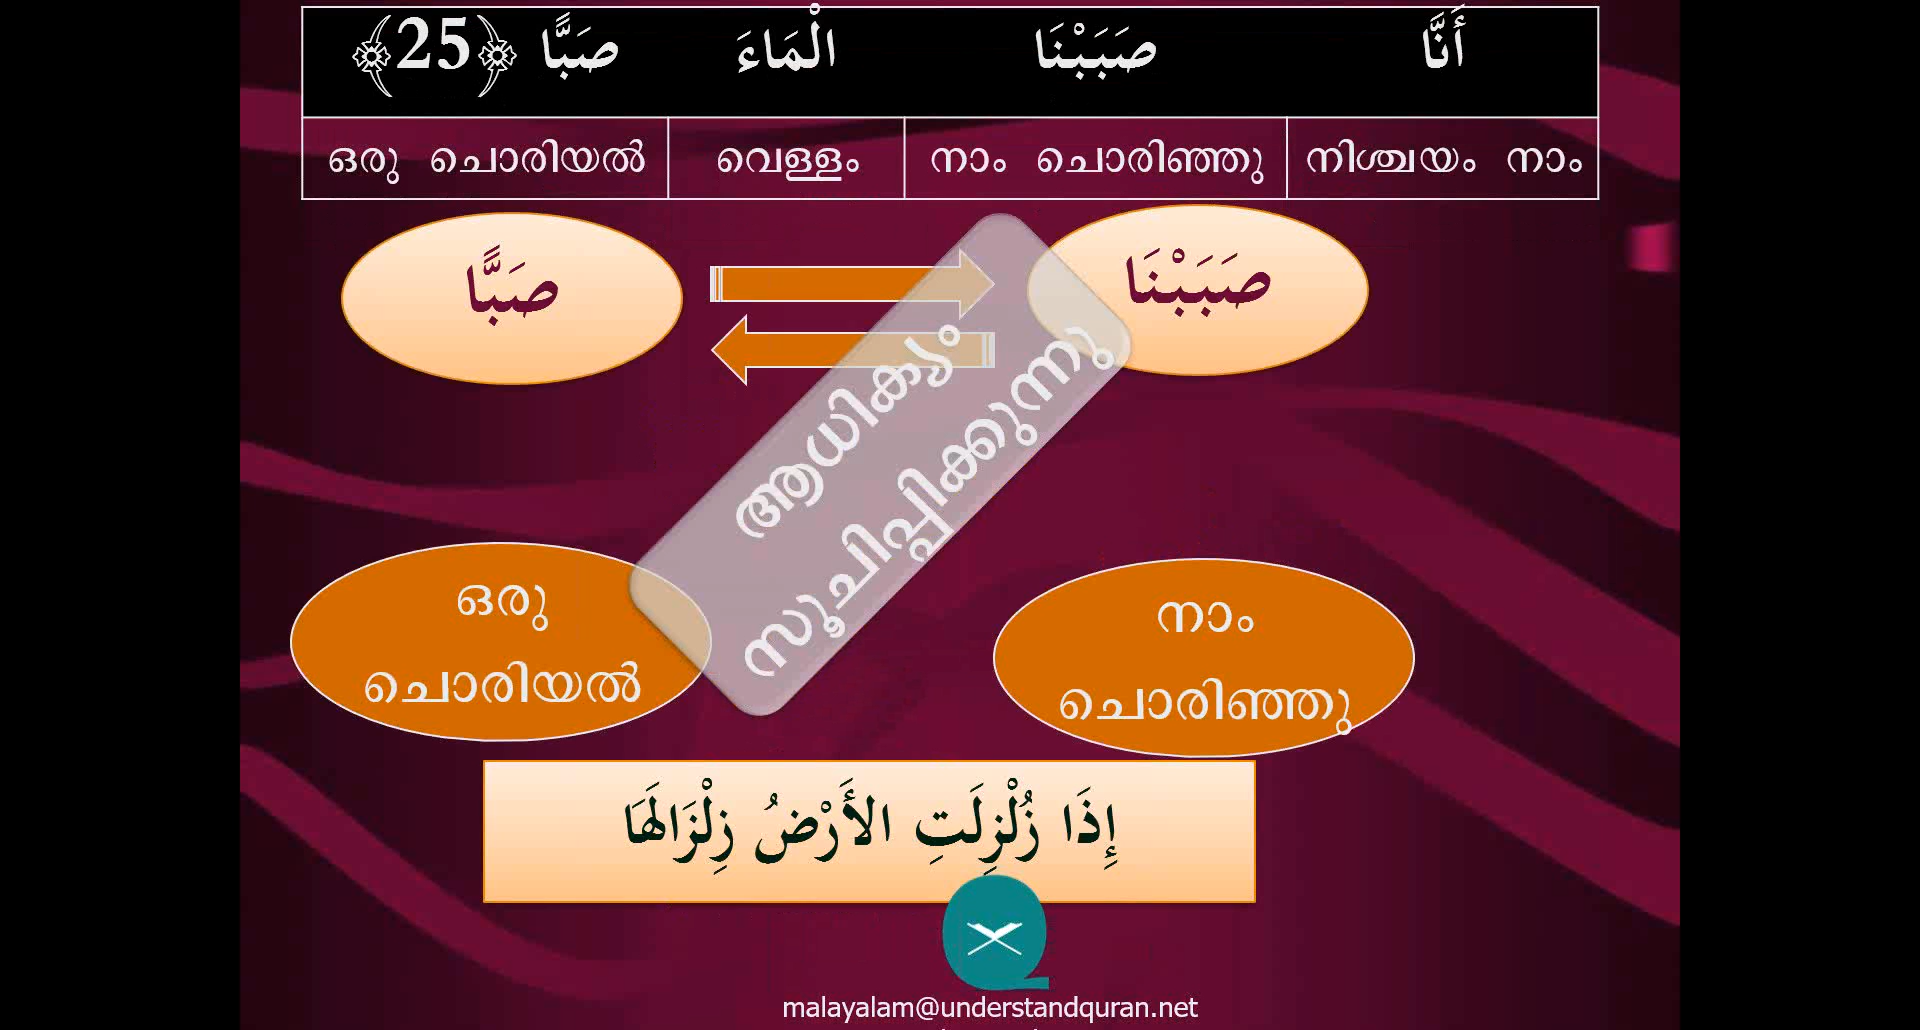 أَنَّا صَبَبْنَا الْمَاءَ صَبًّا ﴿25﴾
ഒരു ചൊരിയൽ വെള്ളം നാം ചൊരിഞ്ഞു നിശ്ചയം നാം
صَبًّا
صَبَبْنَا
ആധിക്യം
സൂചിപ്പിക്കുന്നു
ഒരു
ചൊരിയൽ
നാം
ചൊരിഞ്ഞു
إِذَا زُلْزِلَتِ الأَرْضُ زِلْزَالَهَا
malayalam@understandquran.net